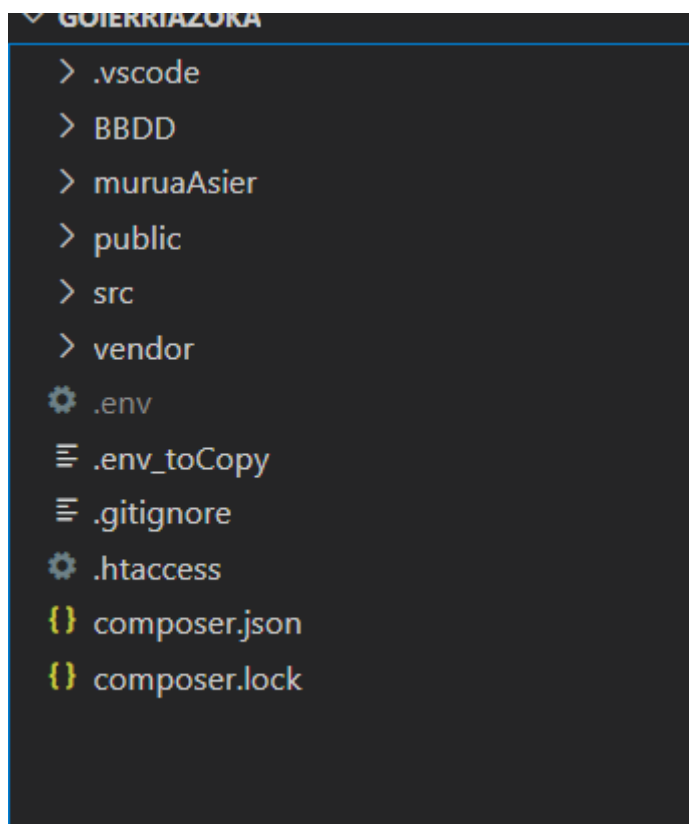 GOIERRIAZOKA
.vscode
BBDD
muruaAsier
public
src
vendor
.env
.env_toCopy
.gitignore
.htaccess
composer.json
composer.lock